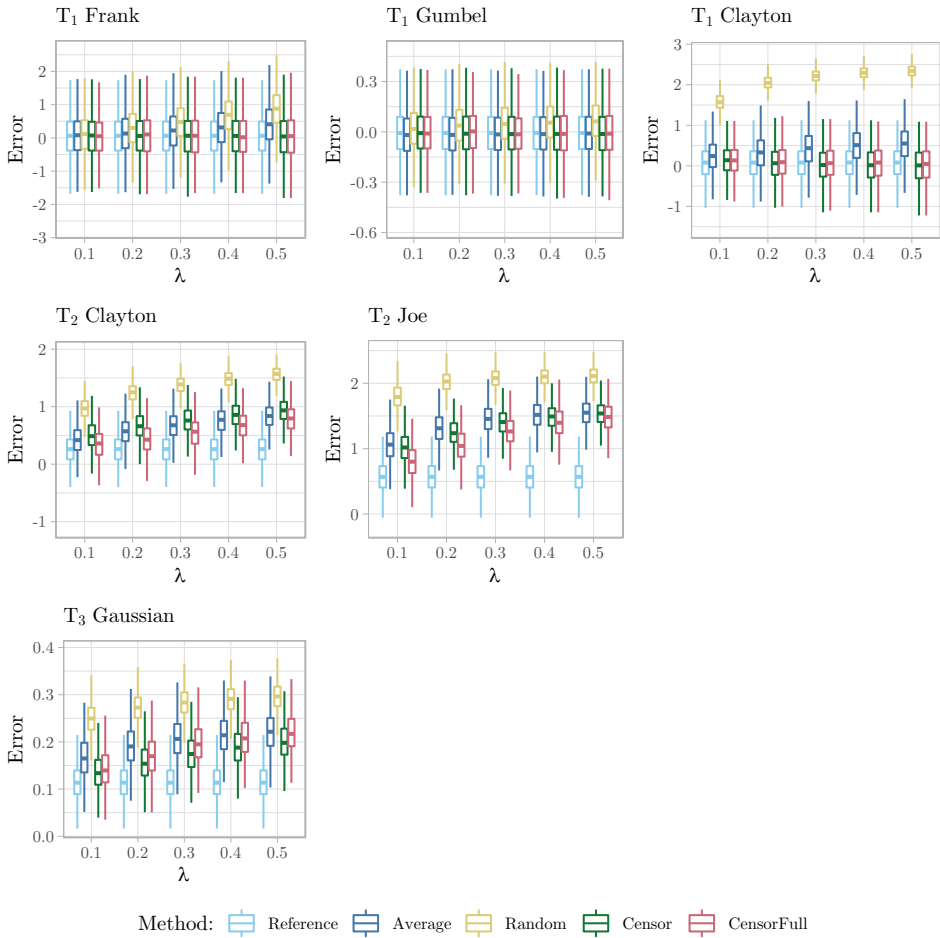 T₁ Frank
Error
2
1
0
-1
-2
-3
0.1 0.2 0.3 0.4 0.5
λ
T₁ Gumbel
Error
0.3
0.0
-0.3
-0.6
0.1 0.2 0.3 0.4 0.5
λ
T₁ Clayton
Error
3
2
1
0
-1
0.1 0.2 0.3 0.4 0.5
λ
T₂ Clayton
Error
2
1
0
-1
0.1 0.2 0.3 0.4 0.5
λ
T₂ Joe
Error
2
1
0
0.1 0.2 0.3 0.4 0.5
λ
T₃ Gaussian
Error
0.4
0.3
0.2
0.1
0.0
0.1 0.2 0.3 0.4 0.5
λ
Method: Reference Average Random Censor CensorFull